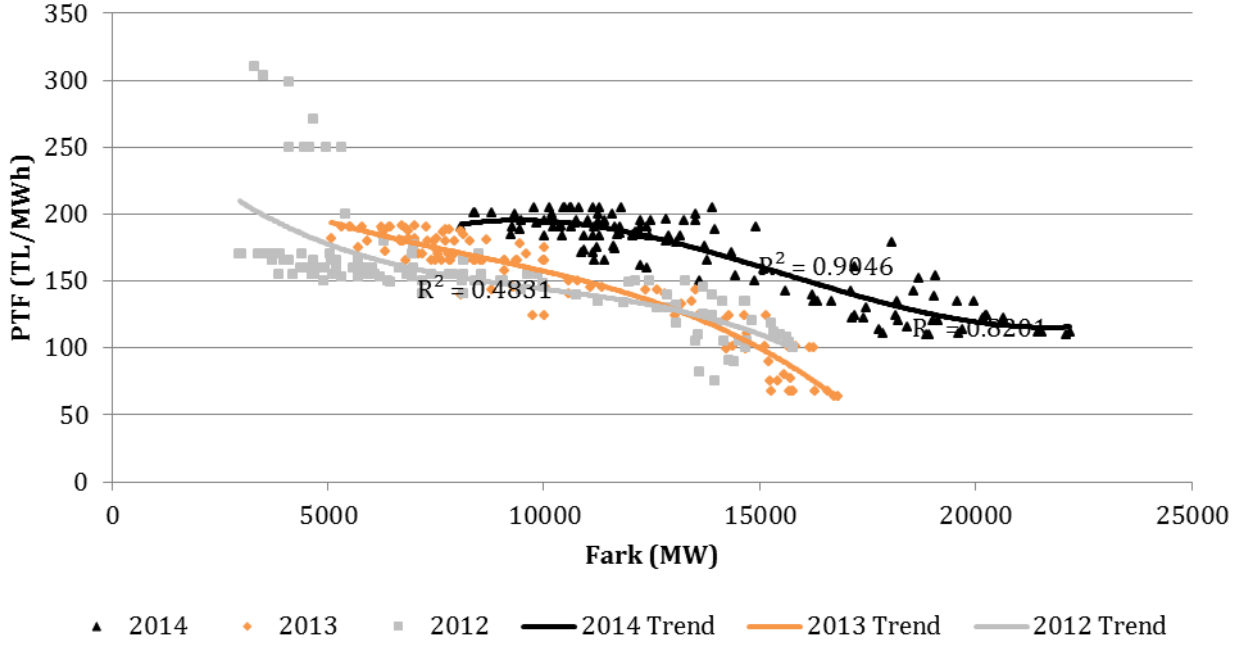 350
300
250
200
150
100
50
0
PTF (TL/MWh)
R² = 0.9046
R² = 0.4831
R² = 0.8201
0 5000 10000 15000 20000 25000
Fark (MW)
2014 2013 2012 2014 Trend 2013 Trend 2012 Trend